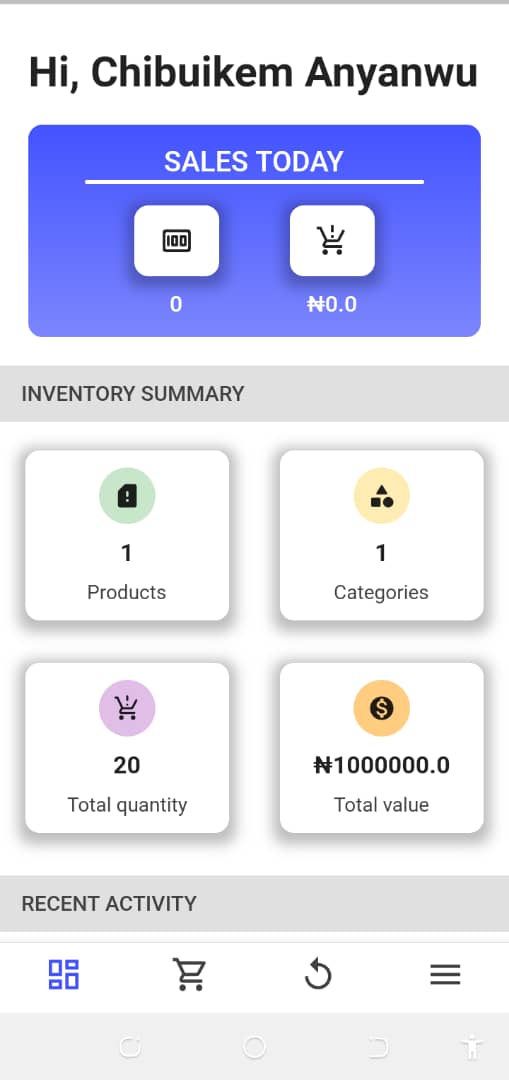 Hi, Chibuikem Anyanwu
SALES TODAY
0
₦0.0
INVENTORY SUMMARY
1
Products
1
Categories
20
Total quantity
₦1000000.0
Total value
RECENT ACTIVITY